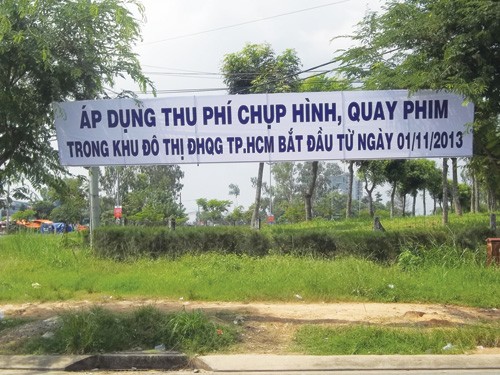 ÁP DỤNG THU PHÍ CHỤP HÌNH, QUAY PHIM
TRONG KHU ĐÔ THỊ ĐHQG TP.HCM BẮT ĐẦU TỪ NGÀY 01/11/2013